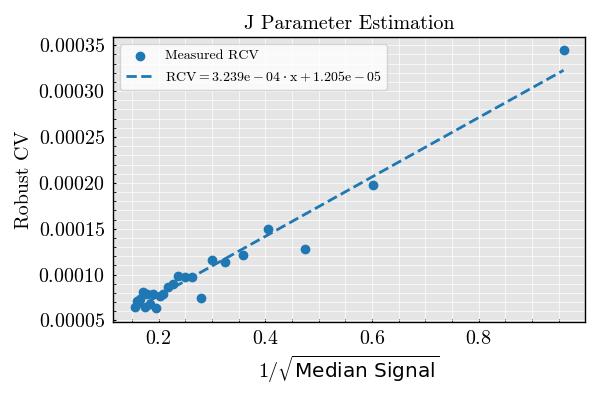 J Parameter Estimation
Measured RCV
RCV = 3.239e − 04 · x + 1.205e − 05
Robust CV
0.00035
0.00030
0.00025
0.00020
0.00015
0.00010
0.00005
0.2 0.4 0.6 0.8
1/√Median Signal